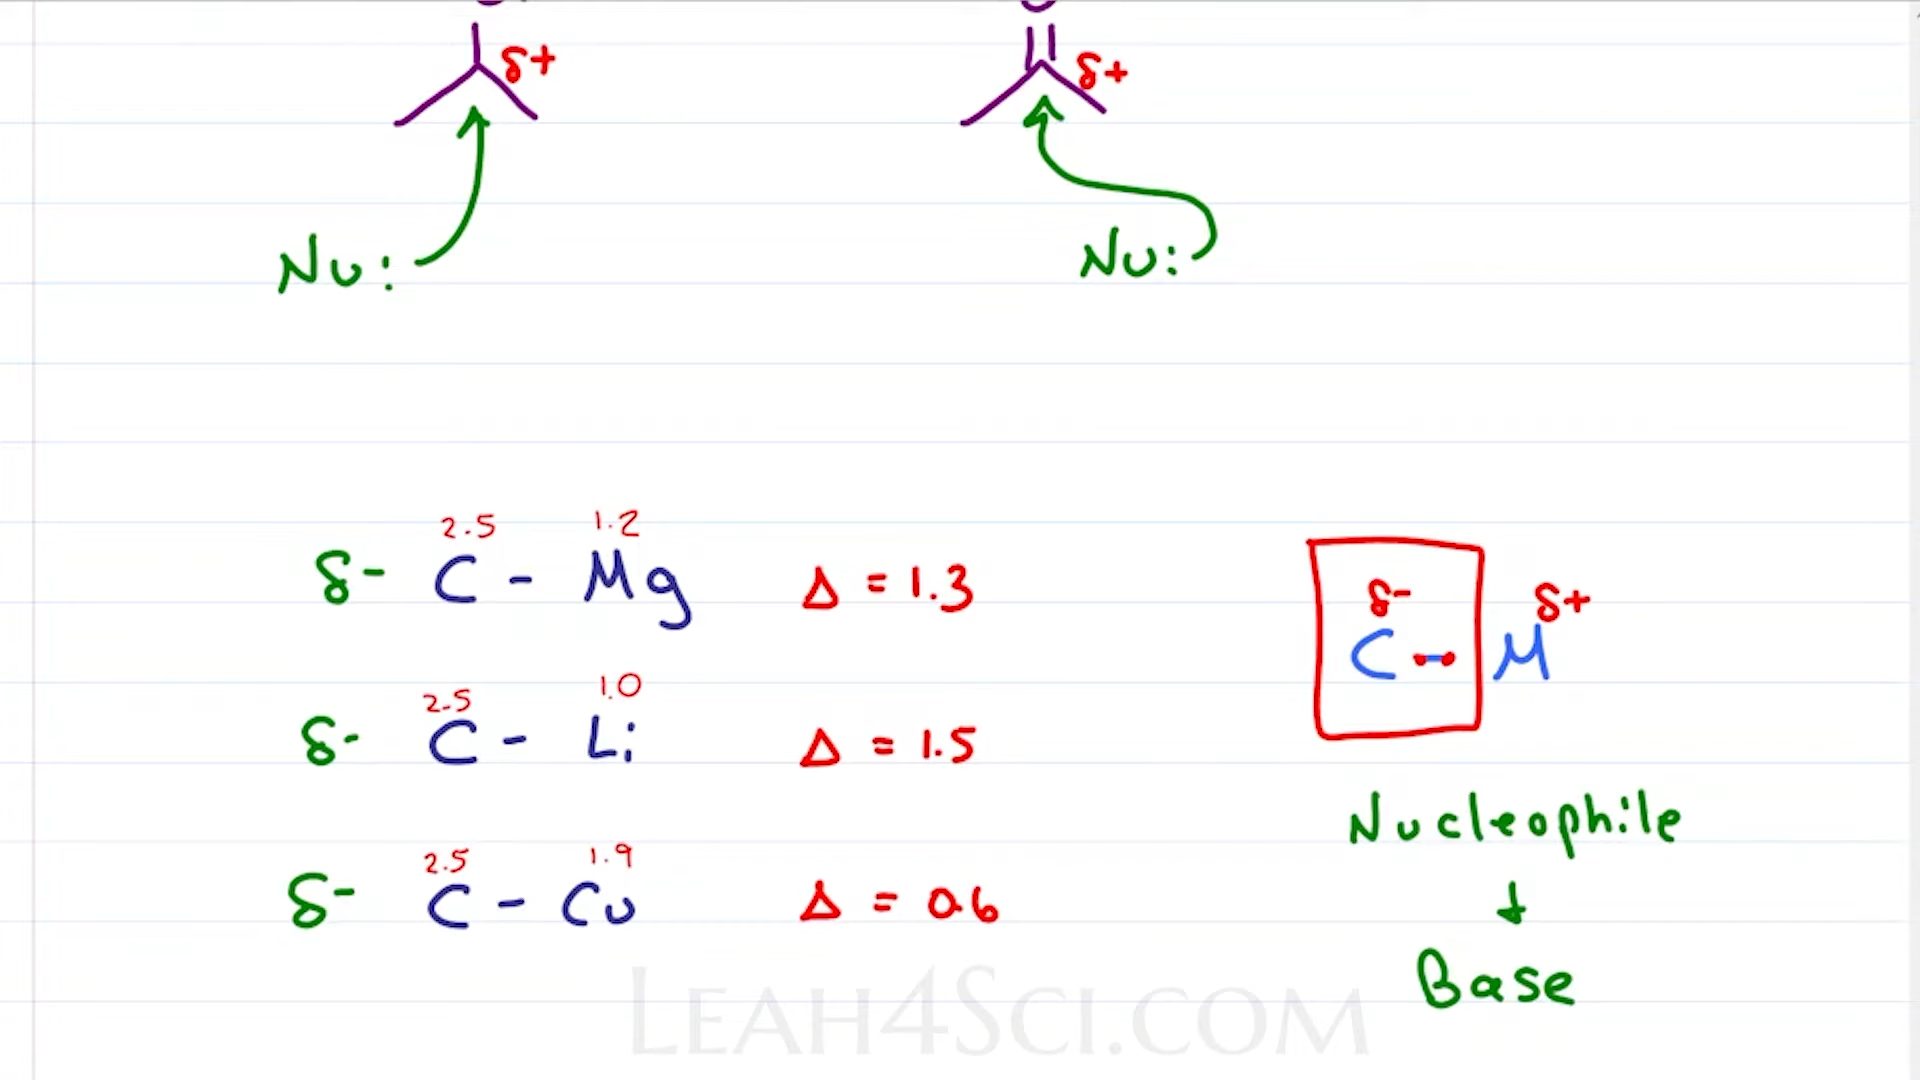 δ+ δ+
Nu: Nu:
2.5 1.2
δ- C - Mg Δ = 1.3
2.5 1.0
δ- C - Li Δ = 1.5
2.5 1.9
δ- C - Cu Δ = 0.6
δ- δ+
C - M
Nucleophile
+
Base
LEAH4SCI.COM